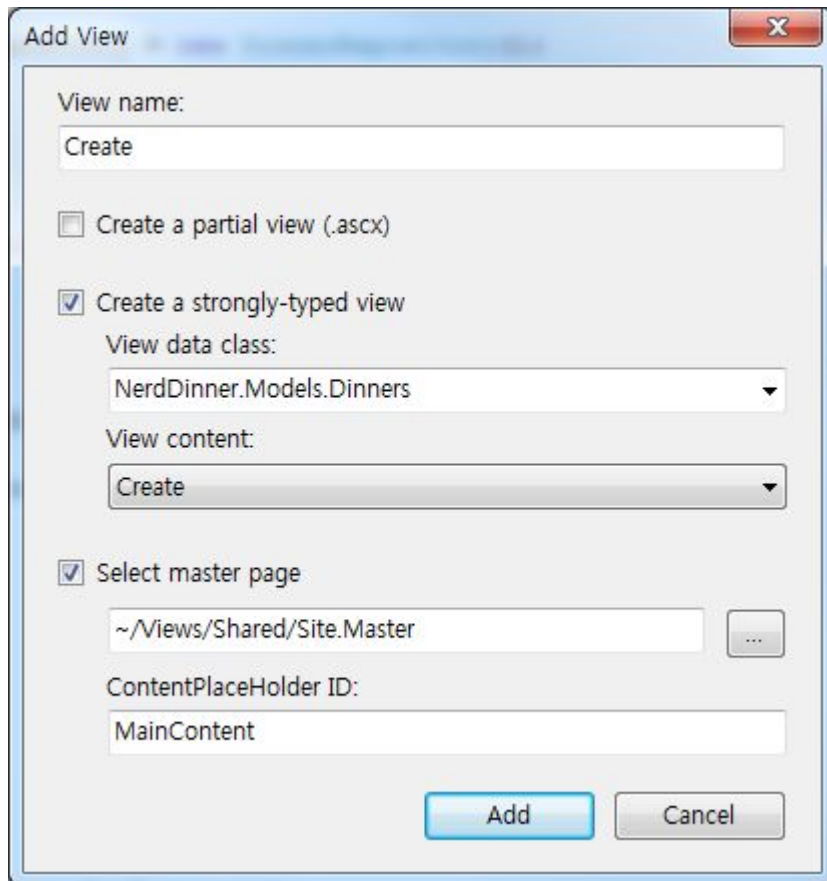 Add View
View name:
Create
Create a partial view (.ascx)
Create a strongly-typed view
View data class:
NerdDinner.Models.Dinners
View content:
Create
Select master page
~/Views/Shared/Site.Master
...
ContentPlaceHolder ID:
MainContent
Add
Cancel